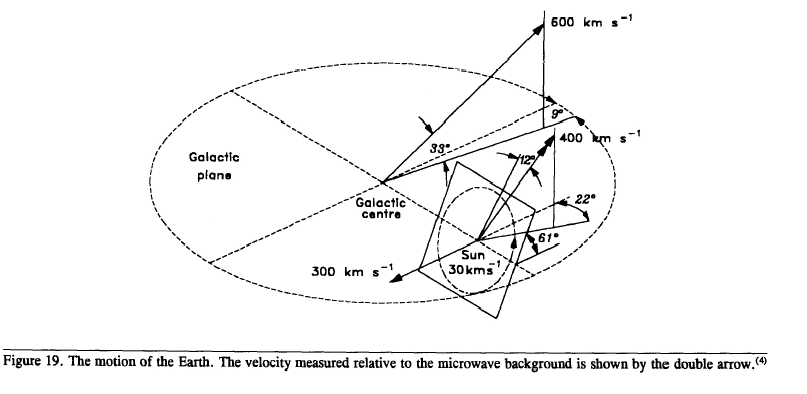 600 km s⁻¹
9°
400 km s⁻¹
33°
12°
Galactic
plane
Galactic
centre
22°
61°
Sun
300 km s⁻¹
30kms⁻¹
Figure 19. The motion of the Earth. The velocity measured relative to the microwave background is shown by the double arrow.⁽⁴⁾